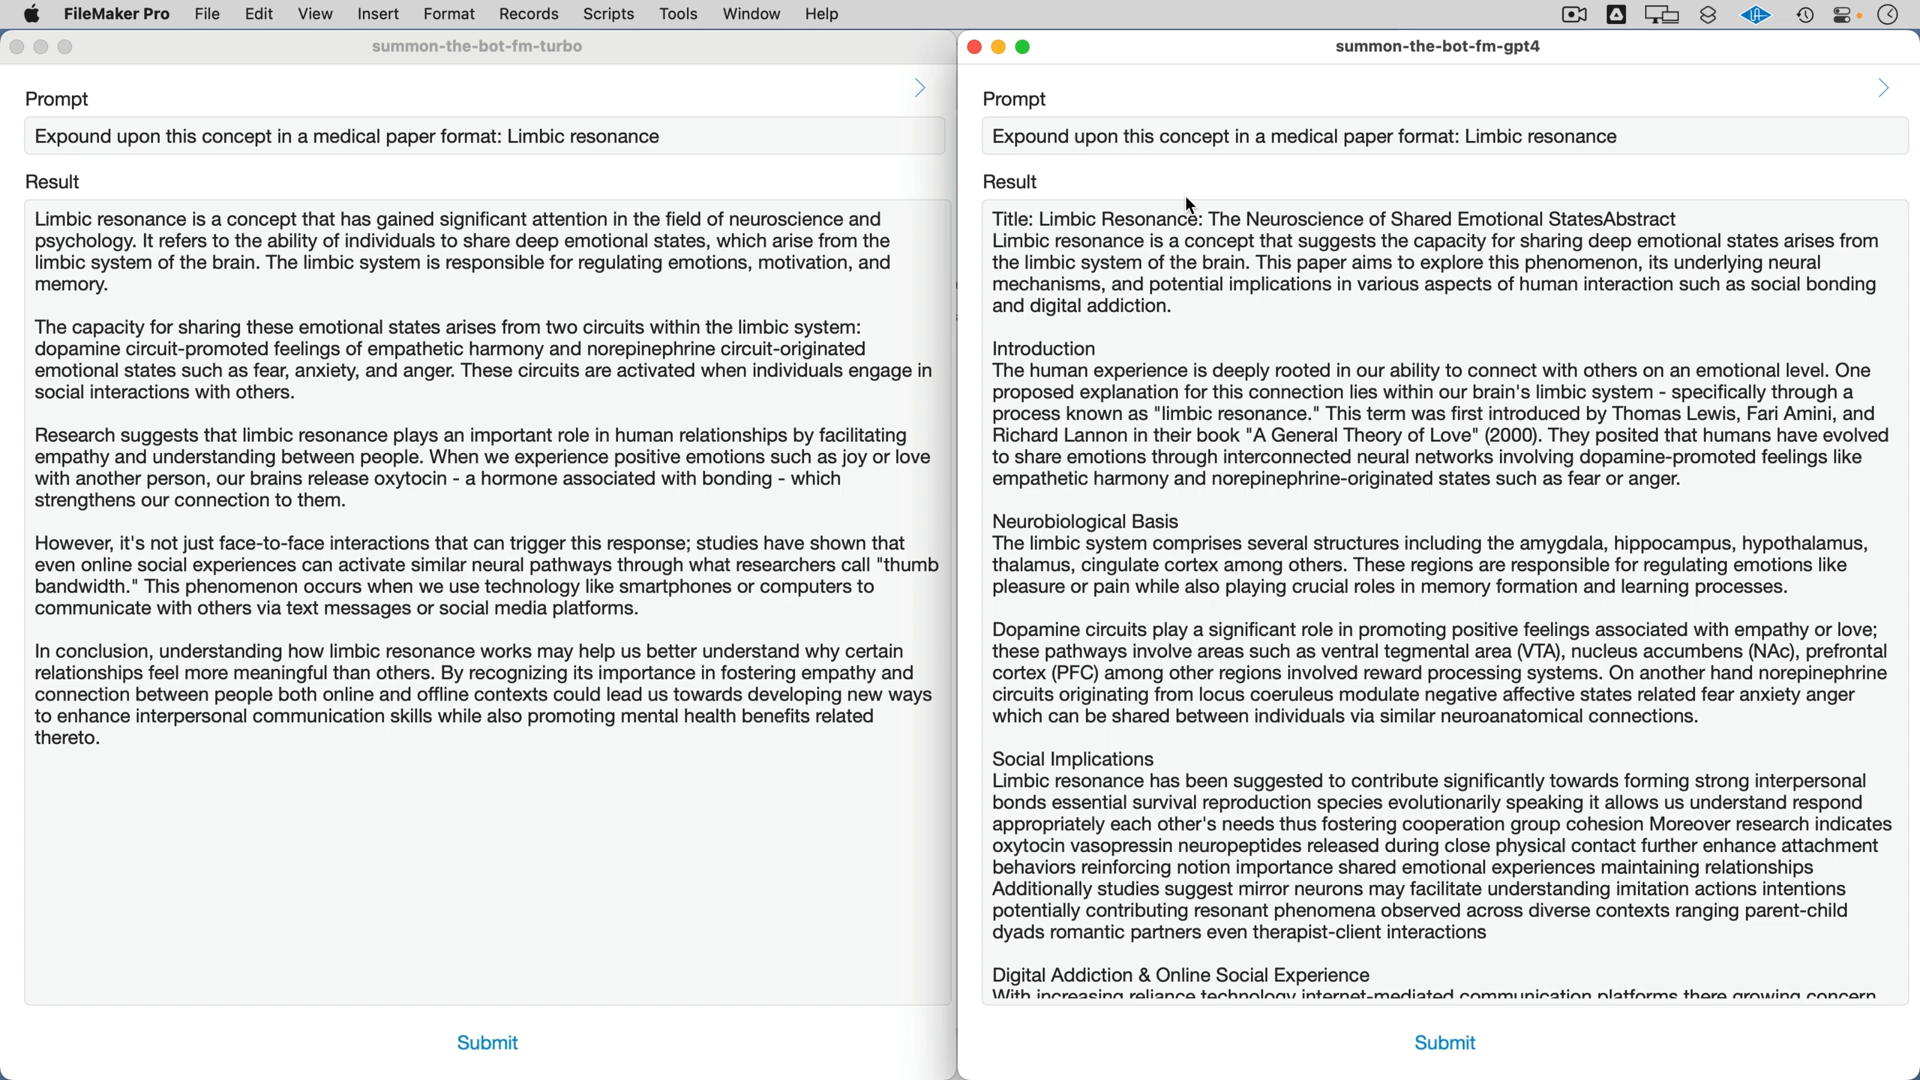 FileMaker Pro File Edit View Insert Format Records Scripts Tools Window Help
summon-the-bot-fm-turbo
Prompt
Expound upon this concept in a medical paper format: Limbic resonance
Result
Limbic resonance is a concept that has gained significant attention in the field of neuroscience and
psychology. It refers to the ability of individuals to share deep emotional states, which arise from the
limbic system of the brain. The limbic system is responsible for regulating emotions, motivation, and
memory.
The capacity for sharing these emotional states arises from two circuits within the limbic system:
dopamine circuit-promoted feelings of empathetic harmony and norepinephrine circuit-originated
emotional states such as fear, anxiety, and anger. These circuits are activated when individuals engage in
social interactions with others.
Research suggests that limbic resonance plays an important role in human relationships by facilitating
empathy and understanding between people. When we experience positive emotions such as joy or love
with another person, our brains release oxytocin - a hormone associated with bonding - which
strengthens our connection to them.
However, it's not just face-to-face interactions that can trigger this response; studies have shown that
even online social experiences can activate similar neural pathways through what researchers call "thumb
bandwidth." This phenomenon occurs when we use technology like smartphones or computers to
communicate with others via text messages or social media platforms.
In conclusion, understanding how limbic resonance works may help us better understand why certain
relationships feel more meaningful than others. By recognizing its importance in fostering empathy and
connection between people both online and offline contexts could lead us towards developing new ways
to enhance interpersonal communication skills while also promoting mental health benefits related
thereto.
Submit
summon-the-bot-fm-gpt4
Prompt
Expound upon this concept in a medical paper format: Limbic resonance
Result
Title: Limbic Resonance: The Neuroscience of Shared Emotional StatesAbstract
Limbic resonance is a concept that suggests the capacity for sharing deep emotional states arises from
the limbic system of the brain. This paper aims to explore this phenomenon, its underlying neural
mechanisms, and potential implications in various aspects of human interaction such as social bonding
and digital addiction.
Introduction
The human experience is deeply rooted in our ability to connect with others on an emotional level. One
proposed explanation for this connection lies within our brain's limbic system - specifically through a
process known as "limbic resonance." This term was first introduced by Thomas Lewis, Fari Amini, and
Richard Lannon in their book "A General Theory of Love" (2000). They posited that humans have evolved
to share emotions through interconnected neural networks involving dopamine-promoted feelings like
empathetic harmony and norepinephrine-originated states such as fear or anger.
Neurobiological Basis
The limbic system comprises several structures including the amygdala, hippocampus, hypothalamus,
thalamus, cingulate cortex among others. These regions are responsible for regulating emotions like
pleasure or pain while also playing crucial roles in memory formation and learning processes.
Dopamine circuits play a significant role in promoting positive feelings associated with empathy or love;
these pathways involve areas such as ventral tegmental area (VTA), nucleus accumbens (NAc), prefrontal
cortex (PFC) among other regions involved reward processing systems. On another hand norepinephrine
circuits originating from locus coeruleus modulate negative affective states related fear anxiety anger
which can be shared between individuals via similar neuroanatomical connections.
Social Implications
Limbic resonance has been suggested to contribute significantly towards forming strong interpersonal
bonds essential survival reproduction species evolutionarily speaking it allows us understand respond
appropriately each other's needs thus fostering cooperation group cohesion Moreover research indicates
oxytocin vasopressin neuropeptides released during close physical contact further enhance attachment
behaviors reinforcing notion importance shared emotional experiences maintaining relationships
Additionally studies suggest mirror neurons may facilitate understanding imitation actions intentions
potentially contributing resonant phenomena observed across diverse contexts ranging parent-child
dyads romantic partners even therapist-client interactions
Digital Addiction & Online Social Experience
With increasing reliance technology internet-mediated communication platforms there growing concern
Submit